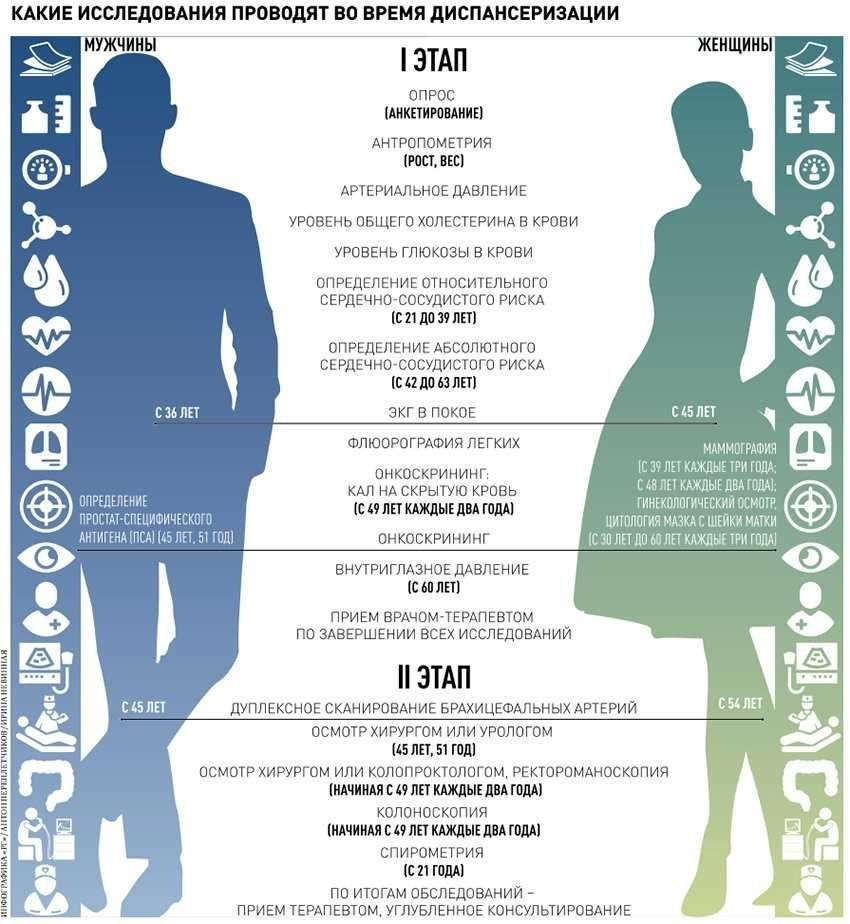 КАКИЕ ИССЛЕДОВАНИЯ ПРОВОДЯТ ВО ВРЕМЯ ДИСПАНСЕРИЗАЦИИ
МУЖЧИНЫ
ЖЕНЩИНЫ
I ЭТАП
ОПРОС
(АНКЕТИРОВАНИЕ)
АНТРОПОМЕТРИЯ
(РОСТ, ВЕС)
АРТЕРИАЛЬНОЕ ДАВЛЕНИЕ
УРОВЕНЬ ОБЩЕГО ХОЛЕСТЕРИНА В КРОВИ
УРОВЕНЬ ГЛЮКОЗЫ В КРОВИ
ОПРЕДЕЛЕНИЕ ОТНОСИТЕЛЬНОГО
СЕРДЕЧНО-СОСУДИСТОГО РИСКА
(С 21 ДО 39 ЛЕТ)
ОПРЕДЕЛЕНИЕ АБСОЛЮТНОГО
СЕРДЕЧНО-СОСУДИСТОГО РИСКА
(С 42 ДО 63 ЛЕТ)
С 36 ЛЕТ
ЭКГ В ПОКОЕ
С 45 ЛЕТ
ФЛЮОРОГРАФИЯ ЛЕГКИХ
ОНКОСКРИНИНГ:
КАЛ НА СКРЫТУЮ КРОВЬ
(С 49 ЛЕТ КАЖДЫЕ ДВА ГОДА)
ОПРЕДЕЛЕНИЕ
ПРОСТАТ-СПЕЦИФИЧЕСКОГО
АНТИГЕНА (ПСА) (45 ЛЕТ, 51 ГОД)
ОНКОСКРИНИНГ
МАММОГРАФИЯ
(С 39 ЛЕТ КАЖДЫЕ ТРИ ГОДА;
С 48 ЛЕТ КАЖДЫЕ ДВА ГОДА);
ГИНЕКОЛОГИЧЕСКИЙ ОСМОТР,
ЦИТОЛОГИЯ МАЗКА С ШЕЙКИ МАТКИ
(С 30 ЛЕТ ДО 60 ЛЕТ КАЖДЫЕ ТРИ ГОДА)
ВНУТРИГЛАЗНОЕ ДАВЛЕНИЕ
(С 60 ЛЕТ)
ПРИЕМ ВРАЧОМ-ТЕРАПЕВТОМ
ПО ЗАВЕРШЕНИИ ВСЕХ ИССЛЕДОВАНИЙ
II ЭТАП
С 45 ЛЕТ
ДУПЛЕКСНОЕ СКАНИРОВАНИЕ БРАХИЦЕФАЛЬНЫХ АРТЕРИЙ
С 54 ЛЕТ
ОСМОТР ХИРУРГОМ ИЛИ УРОЛОГОМ
(45 ЛЕТ, 51 ГОД)
ОСМОТР ХИРУРГОМ ИЛИ КОЛОПРОКТОЛОГОМ, РЕКТОРОМАНОСКОПИЯ
(НАЧИНАЯ С 49 ЛЕТ КАЖДЫЕ ДВА ГОДА)
КОЛОНОСКОПИЯ
(НАЧИНАЯ С 49 ЛЕТ КАЖДЫЕ ДВА ГОДА)
СПИРОМЕТРИЯ
(С 21 ГОДА)
ПО ИТОГАМ ОБСЛЕДОВАНИЙ –
ПРИЕМ ТЕРАПЕВТОМ, УГЛУБЛЕННОЕ КОНСУЛЬТИРОВАНИЕ
ИНФОГРАФИКА «РГ» / АНТОН ПЕРЕПЛЕТЧИКОВ / ИРИНА НЕВИННАЯ